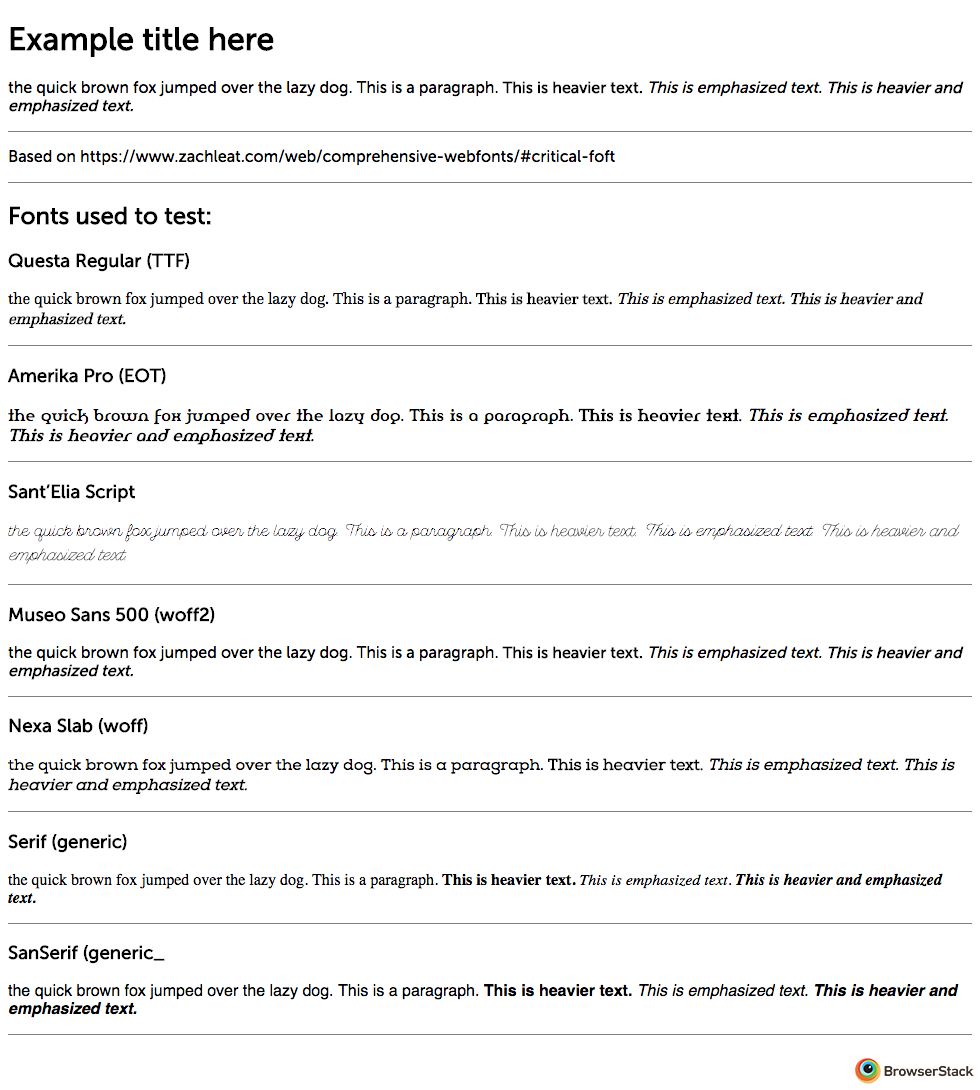 Example title here
the quick brown fox jumped over the lazy dog. This is a paragraph. This is heavier text. This is emphasized text. This is heavier and
emphasized text.
Based on https://www.zachleat.com/web/comprehensive-webfonts/#critical-foft
Fonts used to test:
Questa Regular (TTF)
the quick brown fox jumped over the lazy dog. This is a paragraph. This is heavier text. This is emphasized text. This is heavier and
emphasized text.
Amerika Pro (EOT)
the quick brown fox jumped over the lazy dog. This is a paragraph. This is heavier text. This is emphasized text.
This is heavier and emphasized text.
Sant’Elia Script
the quick brown fox jumped over the lazy dog. This is a paragraph. This is heavier text. This is emphasized text. This is heavier and
emphasized text.
Museo Sans 500 (woff2)
the quick brown fox jumped over the lazy dog. This is a paragraph. This is heavier text. This is emphasized text. This is heavier and
emphasized text.
Nexa Slab (woff)
the quick brown fox jumped over the lazy dog. This is a paragraph. This is heavier text. This is emphasized text. This is
heavier and emphasized text.
Serif (generic)
the quick brown fox jumped over the lazy dog. This is a paragraph. This is heavier text. This is emphasized text. This is heavier and emphasized
text.
SanSerif (generic_
the quick brown fox jumped over the lazy dog. This is a paragraph. This is heavier text. This is emphasized text. This is heavier and
emphasized text.
BrowserStack